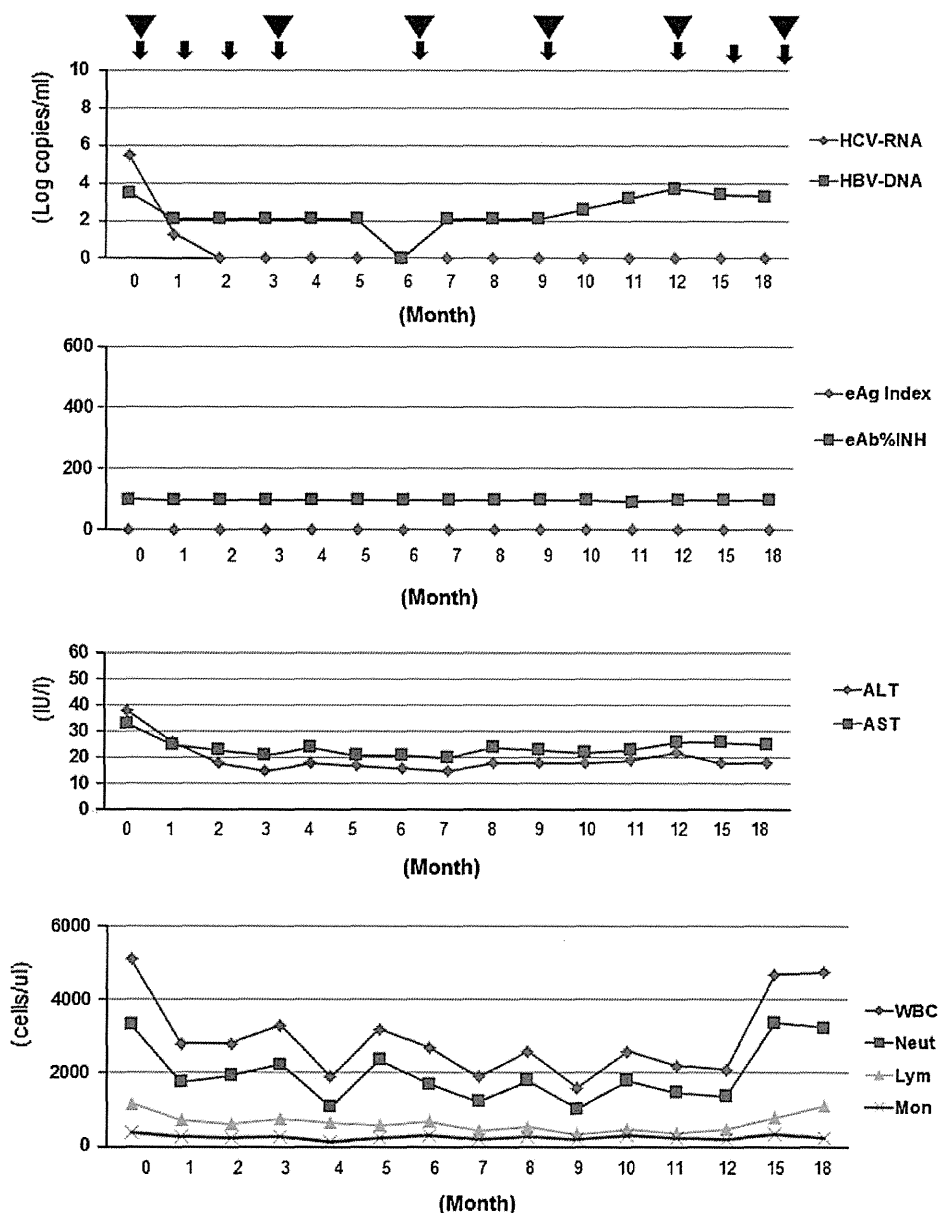 10
8
6
4
2
0
(Log copies/ml)
HCV-RNA
HBV-DNA
0 1 2 3 4 5 6 7 8 9 10 11 12 15 18
(Month)
600
400
200
0
eAg Index
eAb%INH
0 1 2 3 4 5 6 7 8 9 10 11 12 15 18
(Month)
60
50
40
30
20
10
0
(IU/l)
ALT
AST
0 1 2 3 4 5 6 7 8 9 10 11 12 15 18
(Month)
6000
4000
2000
0
(cells/ul)
WBC
Neut
Lym
Mon
0 1 2 3 4 5 6 7 8 9 10 11 12 15 18
(Month)